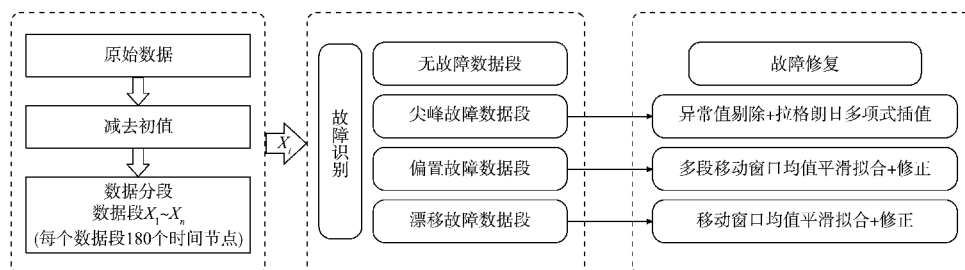 原始数据
减去初值
数据分段
数据段X₁~Xₙ
(每个数据段180个时间节点)
Xᵢ
故障识别
无故障数据段
尖峰故障数据段
偏置故障数据段
漂移故障数据段
故障修复
异常值剔除+拉格朗日多项式插值
多段移动窗口均值平滑拟合+修正
移动窗口均值平滑拟合+修正